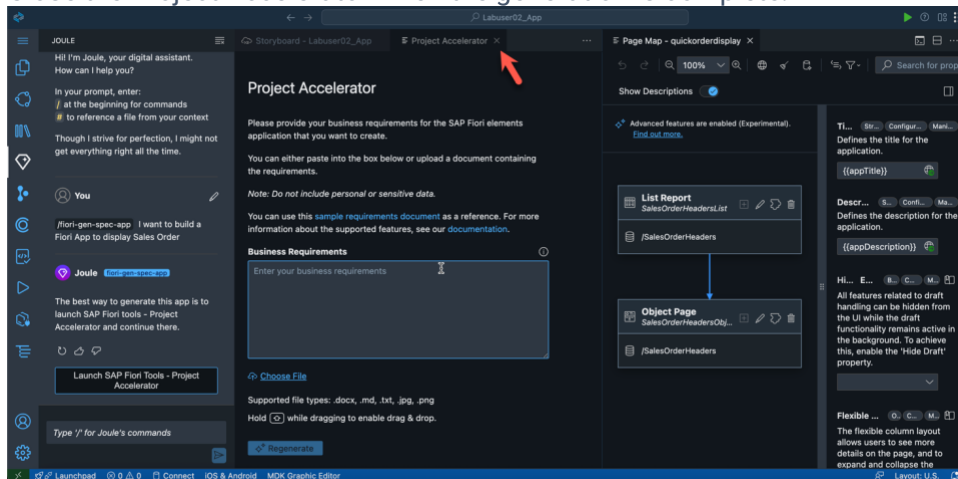 Labuser02_App
JOULE
Hi! I'm Joule, your digital assistant.
How can I help you?
In your prompt, enter:
/ at the beginning for commands
# to reference a file from your context
Though I strive for perfection, I might not
get everything right all the time.
You
/fiori-gen-spec-app I want to build a
Fiori App to display Sales Order
Joule fiori-gen-spec-app
The best way to generate this app is to
launch SAP Fiori tools - Project
Accelerator and continue there.
Launch SAP Fiori Tools - Project
Accelerator
Type '/' for Joule's commands
Storyboard - Labuser02_App
Project Accelerator
Project Accelerator
Please provide your business requirements for the SAP Fiori elements
application that you want to create.
You can either paste into the box below or upload a document containing
the requirements.
Note: Do not include personal or sensitive data.
You can use this sample requirements document as a reference. For more
information about the supported features, see our documentation.
Business Requirements
Enter your business requirements
Choose File
Supported file types: .docx, .md, .txt, .jpg, .png
Hold while dragging to enable drag & drop.
Regenerate
Page Map - quickorderdisplay
100%
Search for prop
Show Descriptions
Advanced features are enabled (Experimental).
Find out more.
List Report
SalesOrderHeadersList
/SalesOrderHeaders
Object Page
SalesOrderHeadersObj...
/SalesOrderHeaders
Ti... Str... Configur... Mani...
Defines the title for the
application.
{{appTitle}}
Descr... S... Confi... Ma...
Defines the description for the
application.
{{appDescription}}
Hi... E... B... C... M...
All features related to draft
handling can be hidden from
the UI while the draft
functionality remains active in
the background. To achieve
this, enable the 'Hide Draft'
property.
Flexible ... O.. C... M...
The flexible column layout
allows users to see more
details on the page, and to
expand and collapse the
Launchpad 0 0 Connect iOS & Android MDK Graphic Editor Layout: U.S.